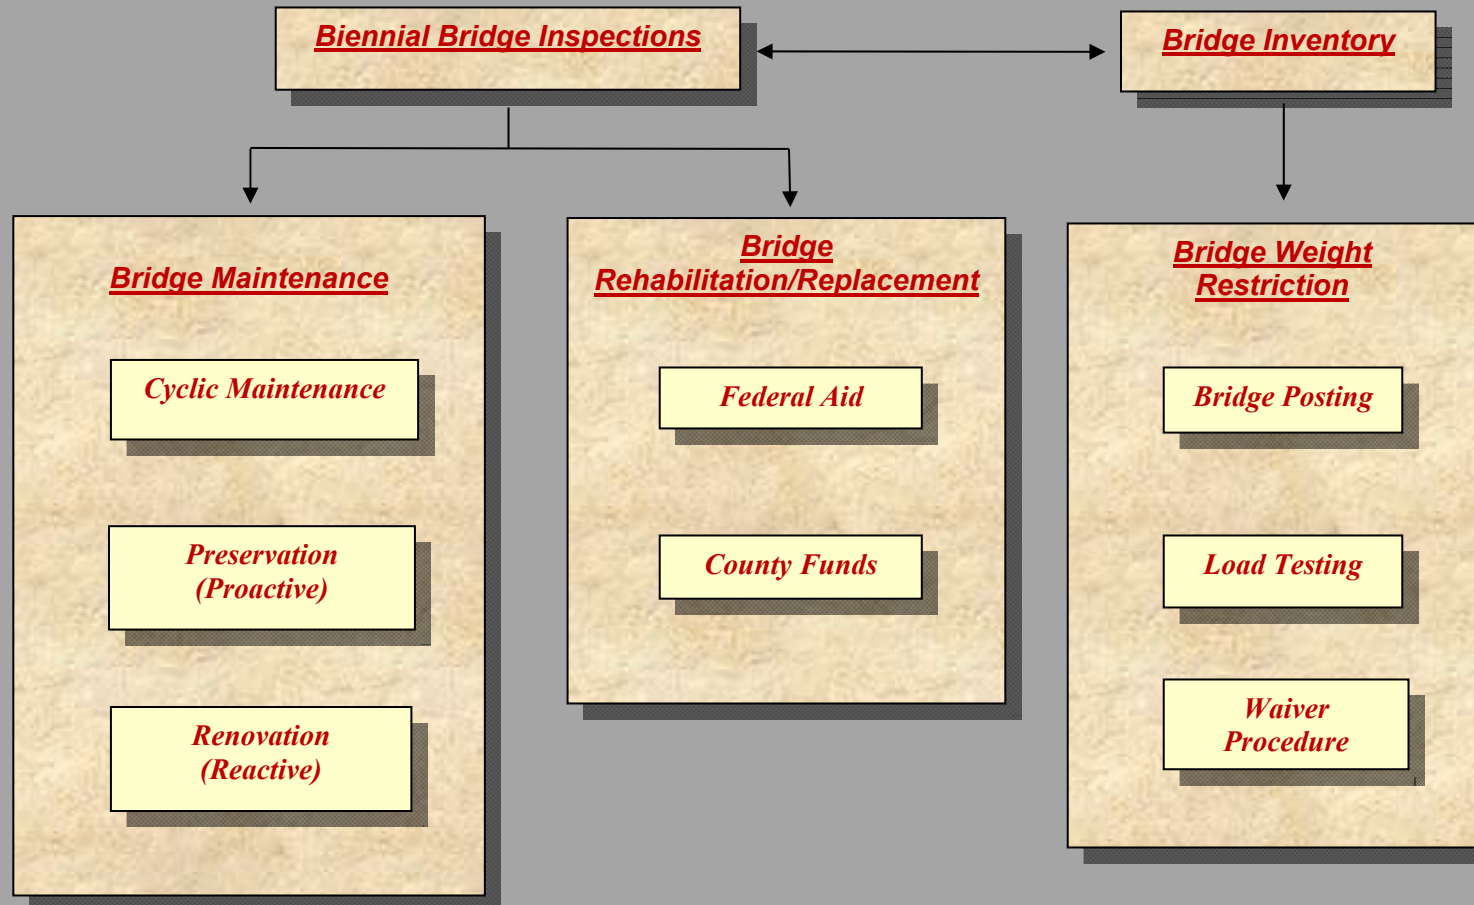 Biennial Bridge Inspections
Bridge Inventory
Bridge Maintenance
Cyclic Maintenance
Preservation
(Proactive)
Renovation
(Reactive)
Bridge
Rehabilitation/Replacement
Federal Aid
County Funds
Bridge Weight
Restriction
Bridge Posting
Load Testing
Waiver
Procedure